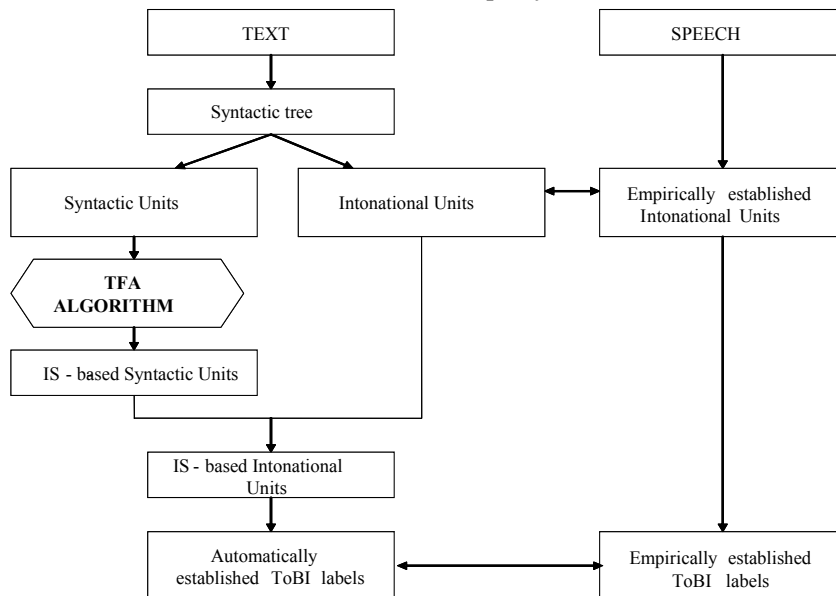 TEXT
SPEECH
Syntactic tree
Syntactic Units
Intonational Units
Empirically established
Intonational Units
TFA
ALGORITHM
IS - based Syntactic Units
IS - based Intonational
Units
Automatically
established ToBI labels
Empirically established
ToBI labels